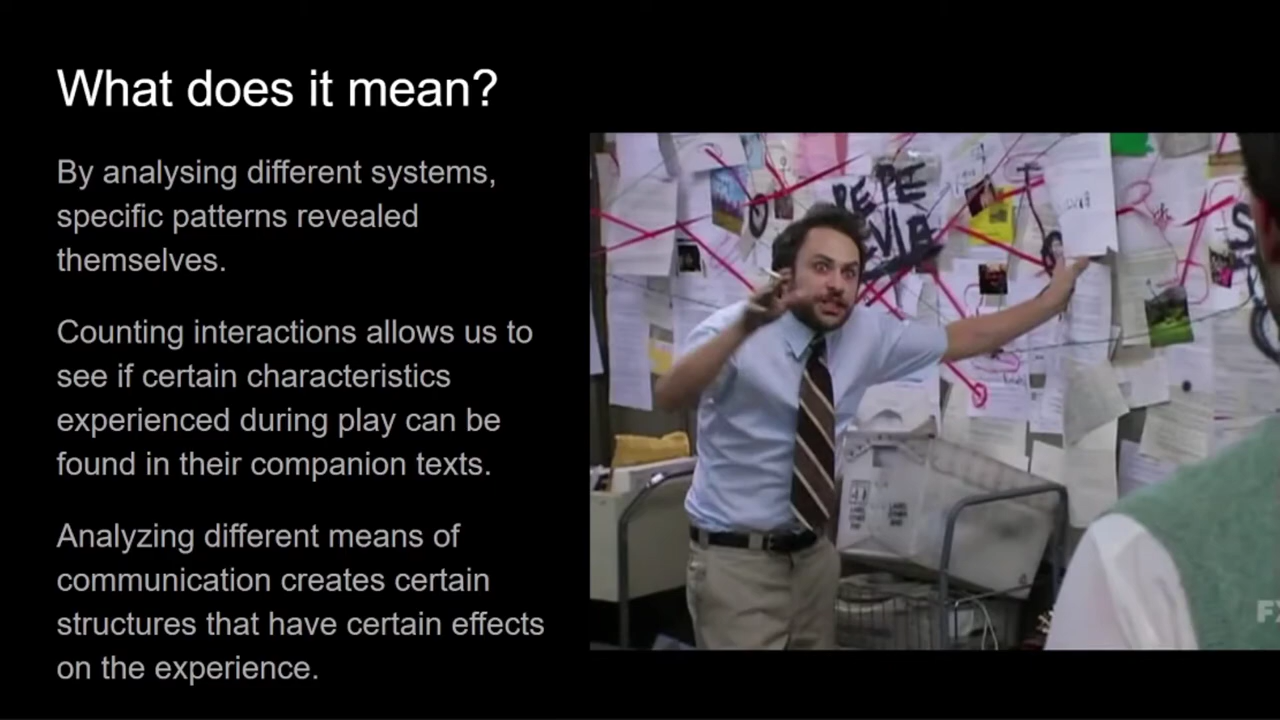 What does it mean?
By analysing different systems,
specific patterns revealed
themselves.
Counting interactions allows us to
see if certain characteristics
experienced during play can be
found in their companion texts.
Analyzing different means of
communication creates certain
structures that have certain effects
on the experience.
PEPE